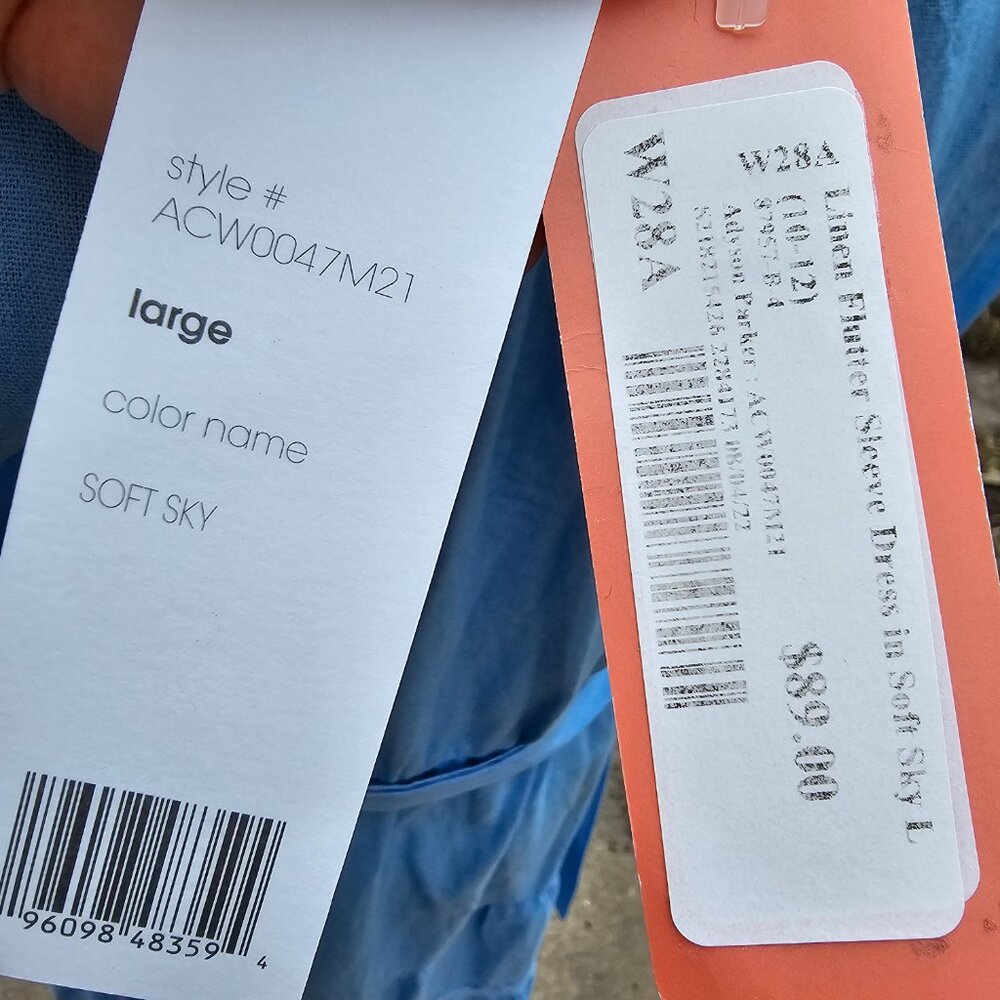 style #
ACW0047M21
large
color name
SOFT SKY
96098 48359 4
Linen Flutter Sleeve Dress in Soft Sky L
W28A
(10-12)
$89.00
Adyson Parker : ACW0047M21
W28A